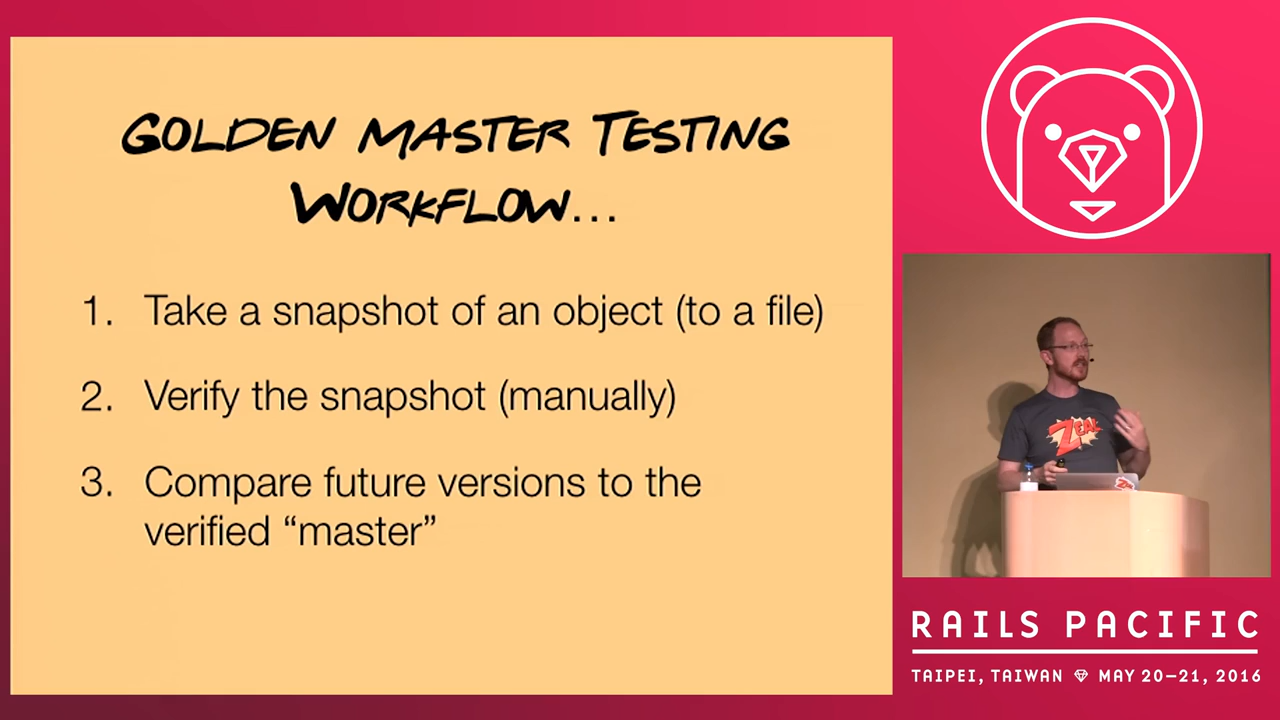 GOLDEN MASTER TESTING
WORKFLOW...
1. Take a snapshot of an object (to a file)
2. Verify the snapshot (manually)
3. Compare future versions to the
verified “master”
ZEAL
RAILS PACIFIC
TAIPEI, TAIWAN MAY 20–21, 2016